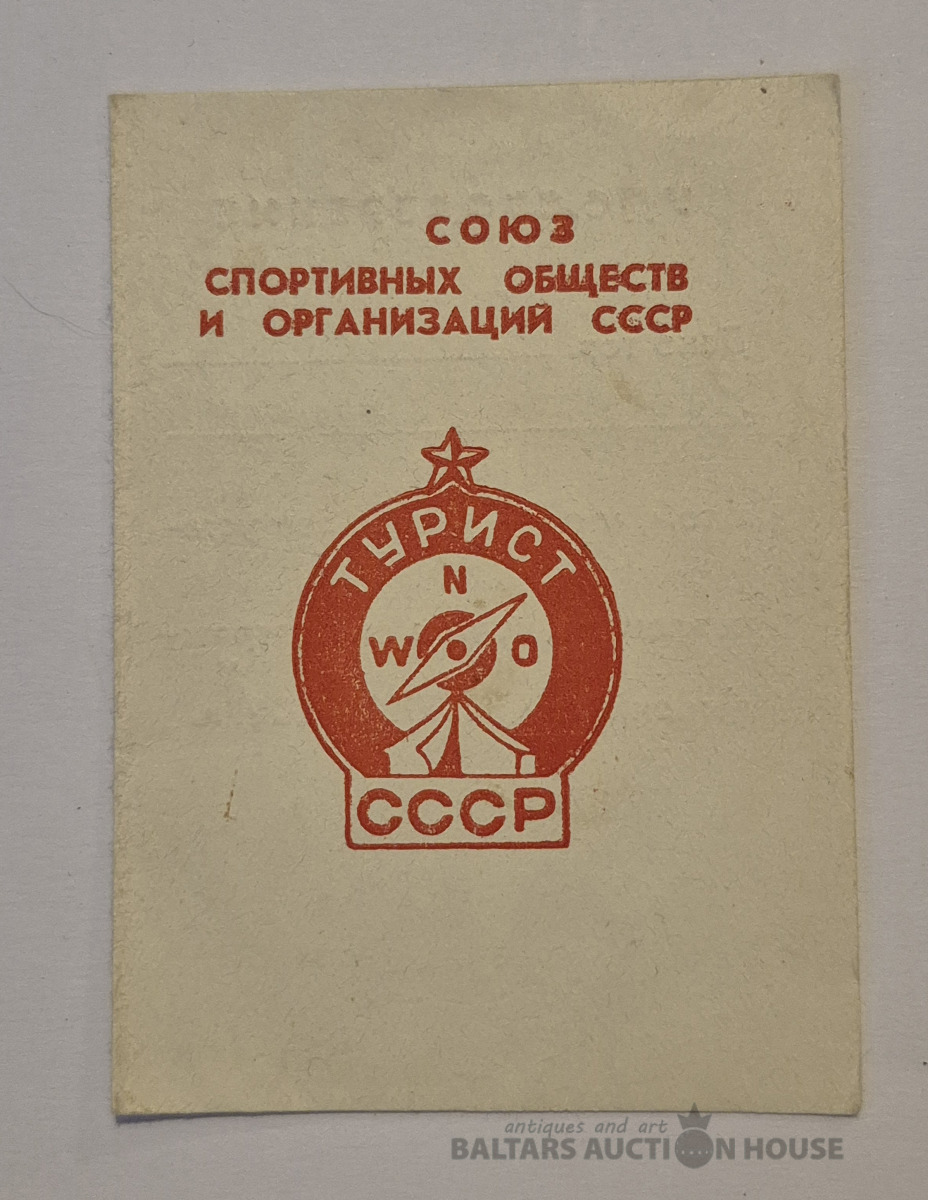 СОЮЗ
СПОРТИВНЫХ ОБЩЕСТВ
И ОРГАНИЗАЦИЙ СССР
ТУРИСТ
N
W O
СССР
antiques and art
BALTARS AUCTION HOUSE